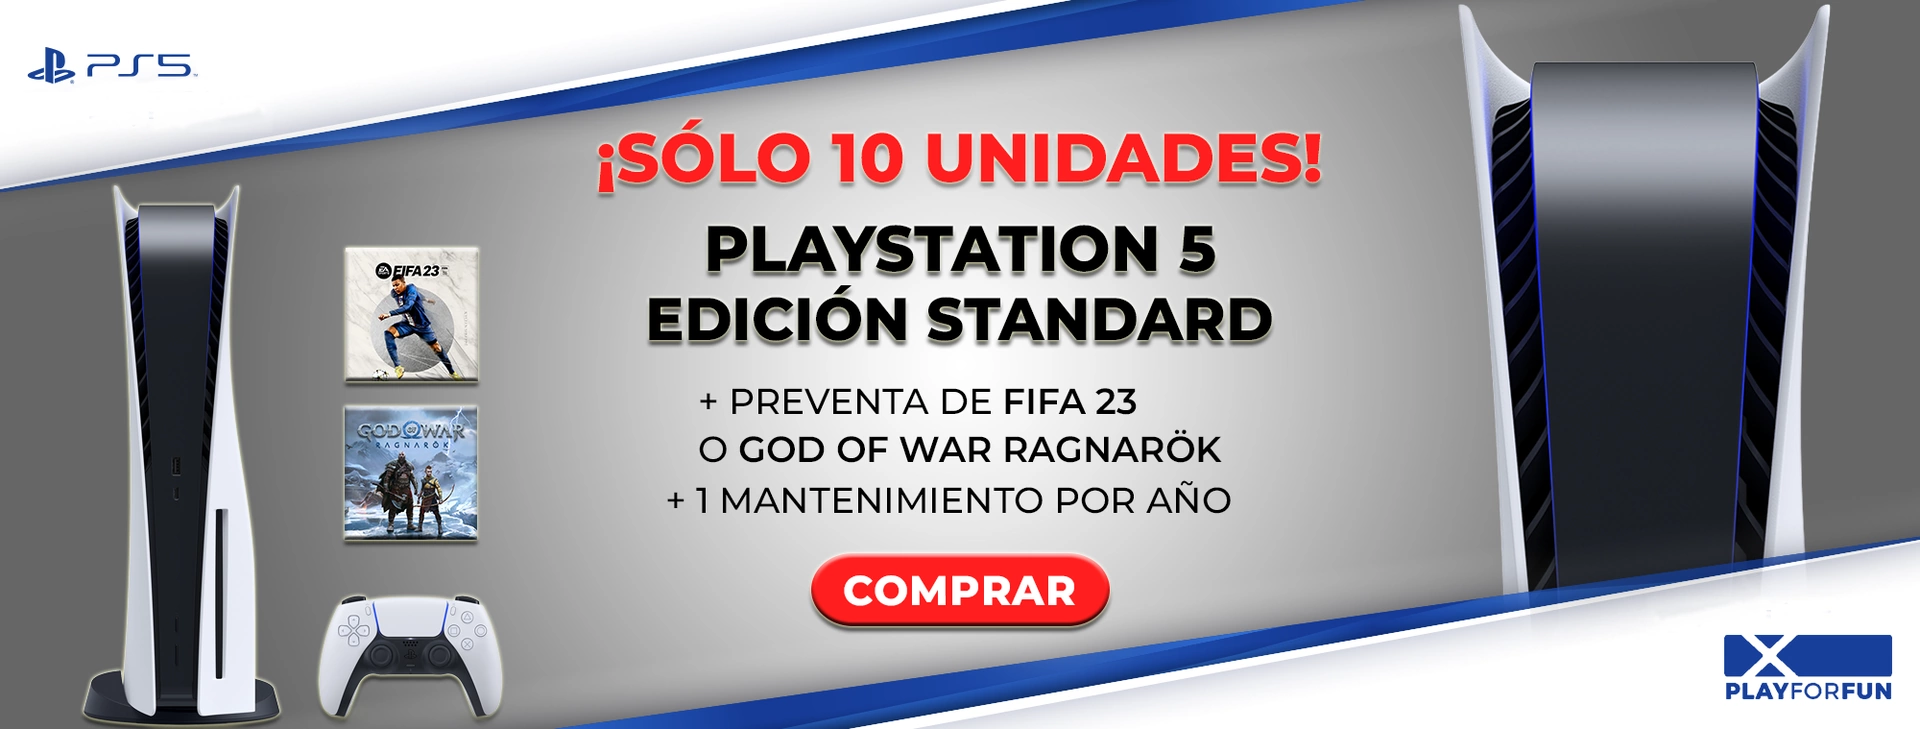 PS5
¡SÓLO 10 UNIDADES!
PLAYSTATION 5
EDICIÓN STANDARD
+ PREVENTA DE FIFA 23
O GOD OF WAR RAGNARÖK
+ 1 MANTENIMIENTO POR AÑO
COMPRAR
EA FIFA 23
GOD OF WAR
RAGNARÖK
PLAYFORFUN